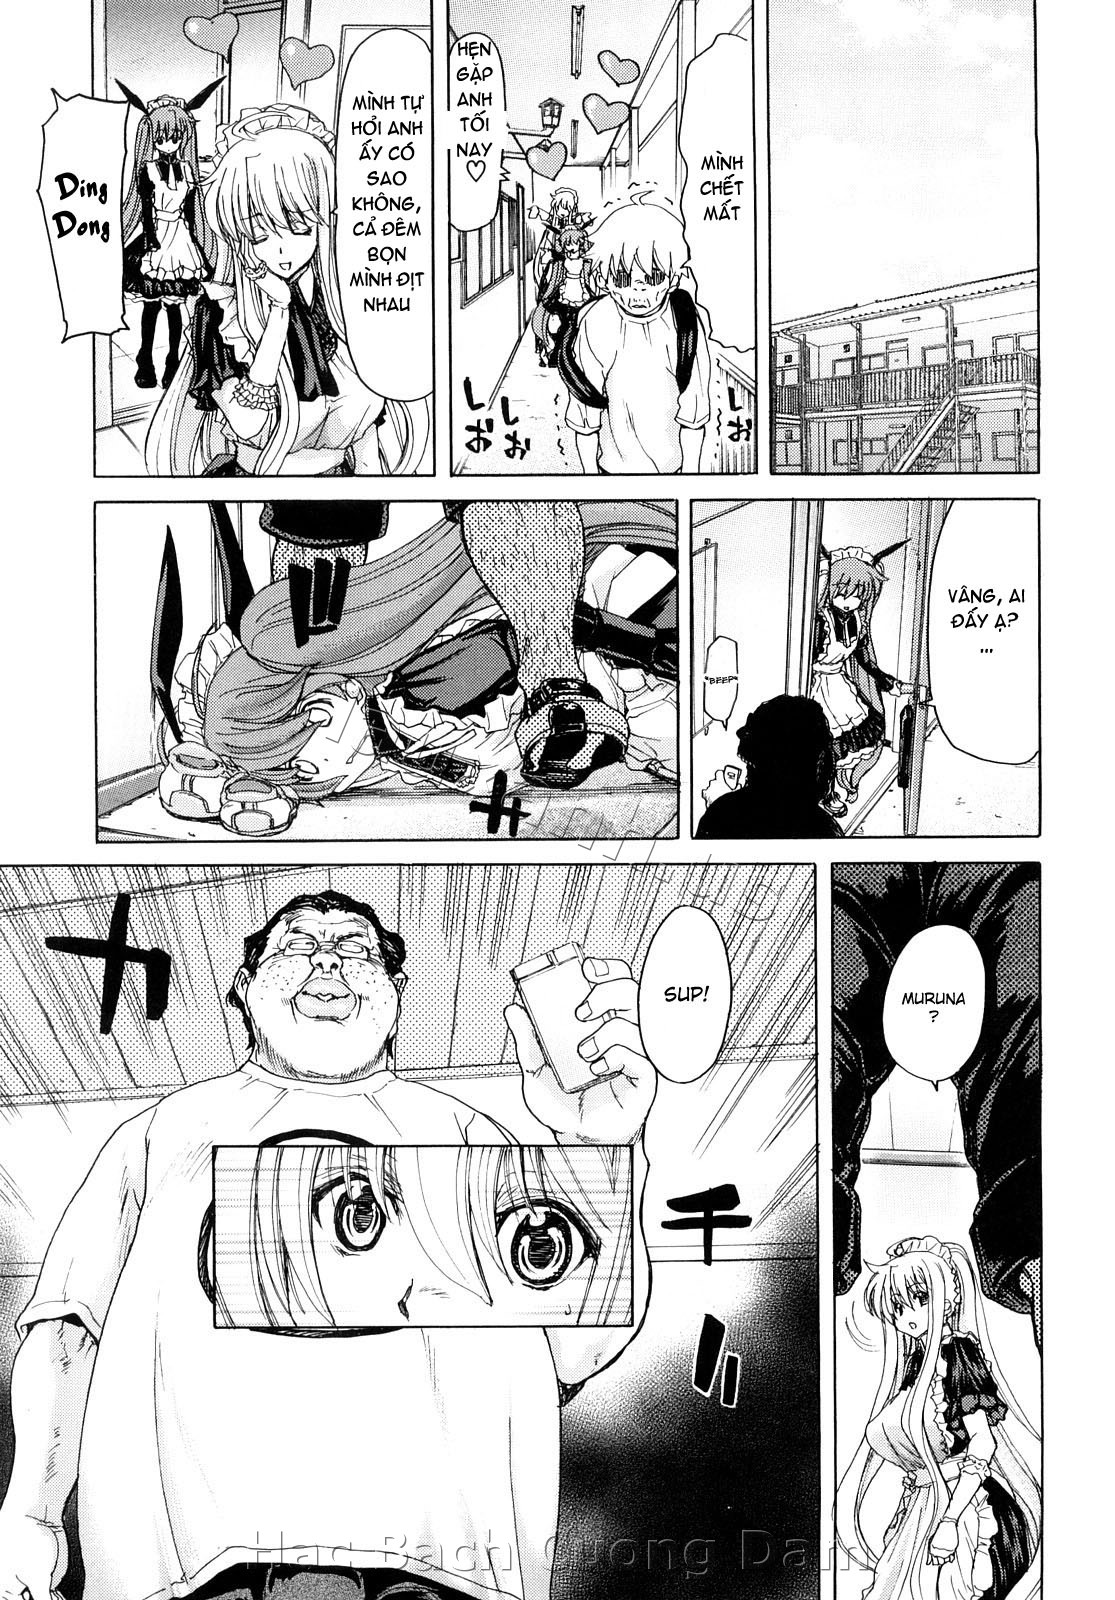 MÌNH
CHẾT
MẤT
HẸN
GẶP
ANH
TỐI
NAY
♡
しお
しお
しお
MÌNH TỰ
HỎI ANH
ẤY CÓ
SAO
KHÔNG,
CẢ ĐÊM
BỌN
MÌNH ĐỊT
NHAU
Ding
Dong
VÂNG, AI
ĐẤY Ạ?
...
*BEEP*
MURUNA
?
SUP!
カ
チ
Hac Bach Cuong Dam